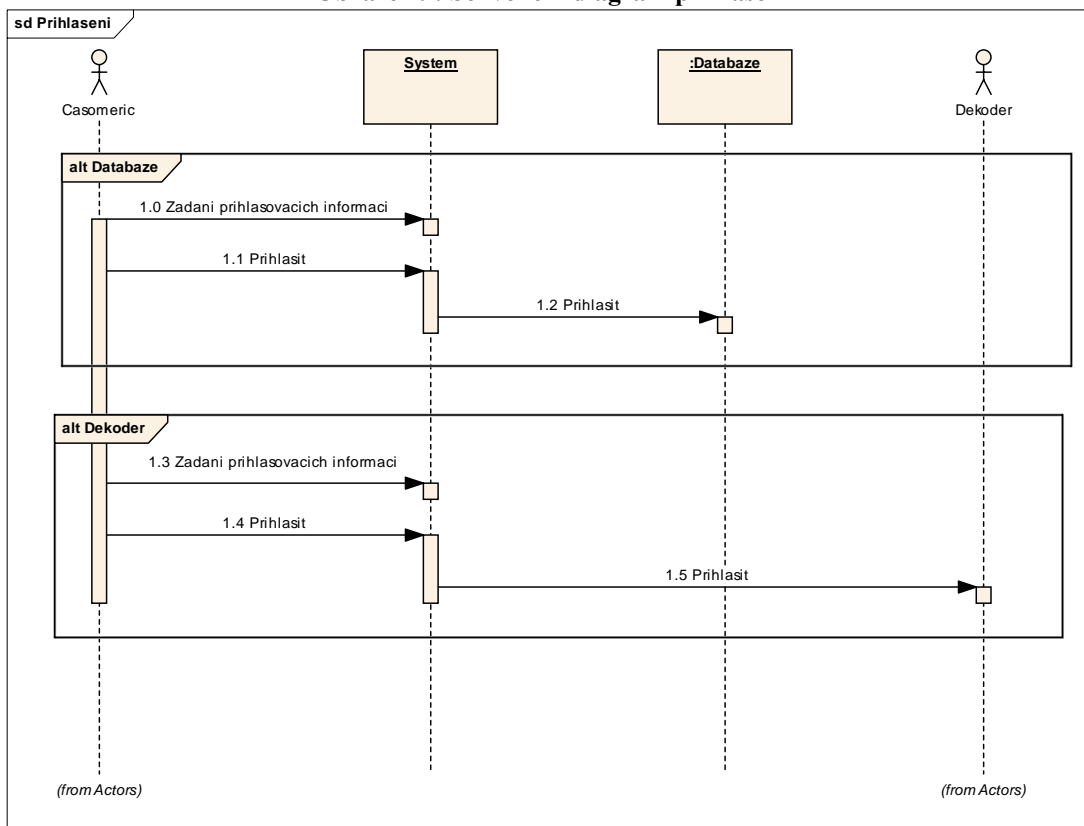 sd Prihlaseni
Casomeric
System
:Databaze
Dekoder
alt Databaze
1.0 Zadani prihlasovacich informaci
1.1 Prihlasit
1.2 Prihlasit
alt Dekoder
1.3 Zadani prihlasovacich informaci
1.4 Prihlasit
1.5 Prihlasit
(from Actors)
(from Actors)